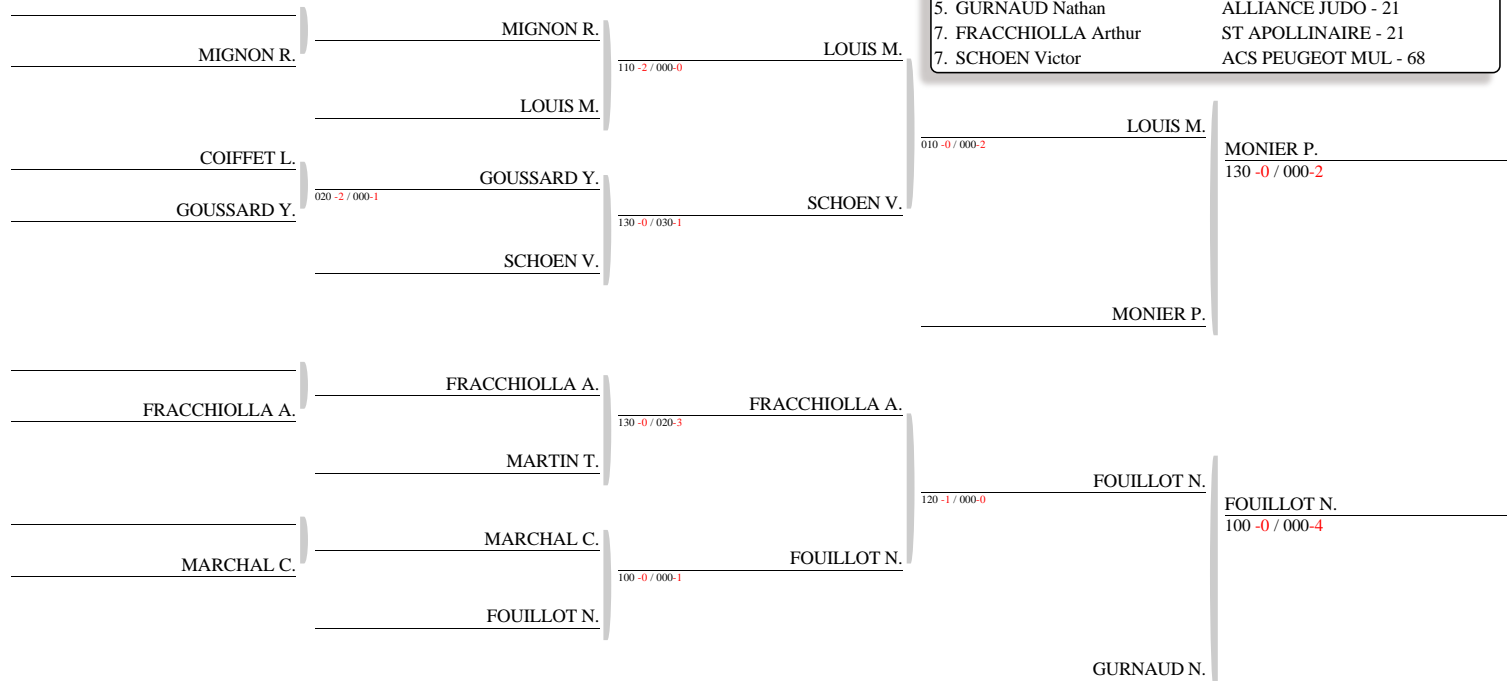 5. GURNAUD Nathan ALLIANCE JUDO - 21
7. FRACCHIOLLA Arthur ST APOLLINAIRE - 21
7. SCHOEN Victor ACS PEUGEOT MUL - 68
MIGNON R.
COIFFET L.
GOUSSARD Y.
FRACCHIOLLA A.
MARCHAL C.
MIGNON R.
LOUIS M.
GOUSSARD Y.
020 -2 / 000-1
SCHOEN V.
FRACCHIOLLA A.
MARTIN T.
MARCHAL C.
FOUILLOT N.
LOUIS M.
110 -2 / 000-0
SCHOEN V.
130 -0 / 030-1
FRACCHIOLLA A.
130 -0 / 020-3
FOUILLOT N.
100 -0 / 000-1
LOUIS M.
010 -0 / 000-2
MONIER P.
FOUILLOT N.
120 -1 / 000-0
GURNAUD N.
MONIER P.
130 -0 / 000-2
FOUILLOT N.
100 -0 / 000-4